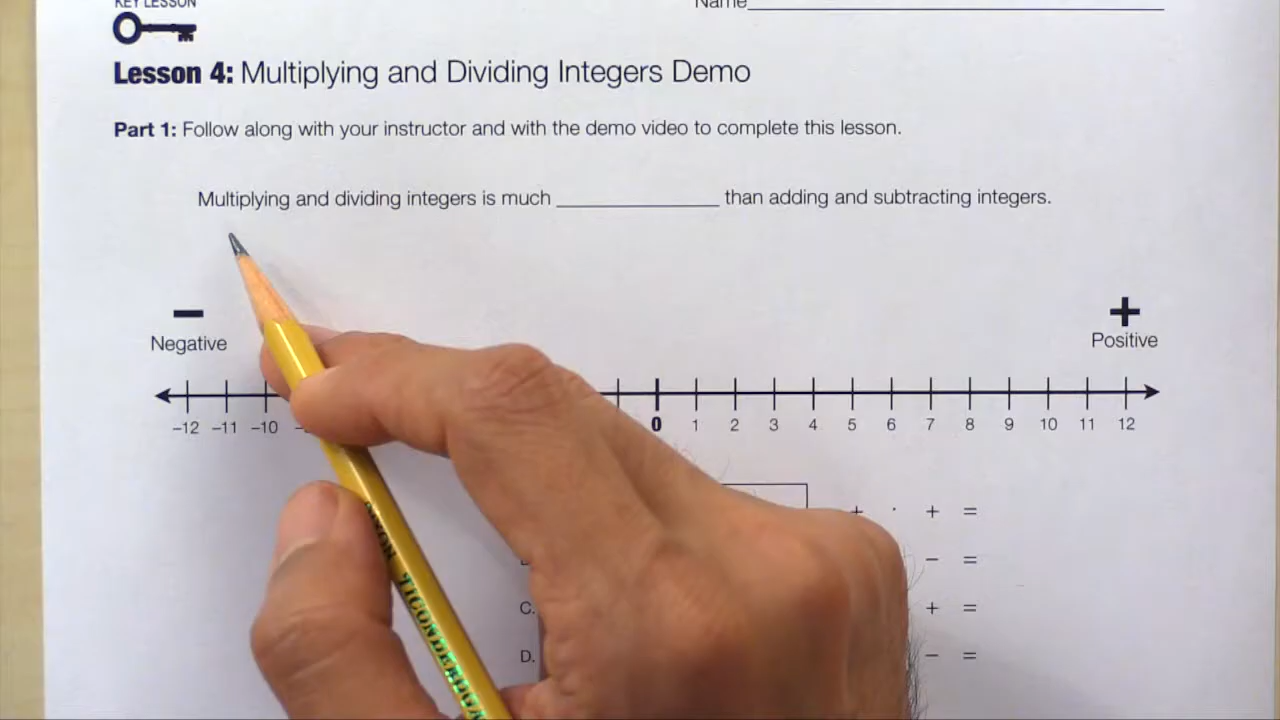 KEY LESSON
Name
Lesson 4: Multiplying and Dividing Integers Demo
Part 1: Follow along with your instructor and with the demo video to complete this lesson.
Multiplying and dividing integers is much ____________ than adding and subtracting integers.
− +
Negative Positive
–12 –11 –10 0 1 2 3 4 5 6 7 8 9 10 11 12
+ · + =
− =
C. + =
D. − =
TICONDEROGA